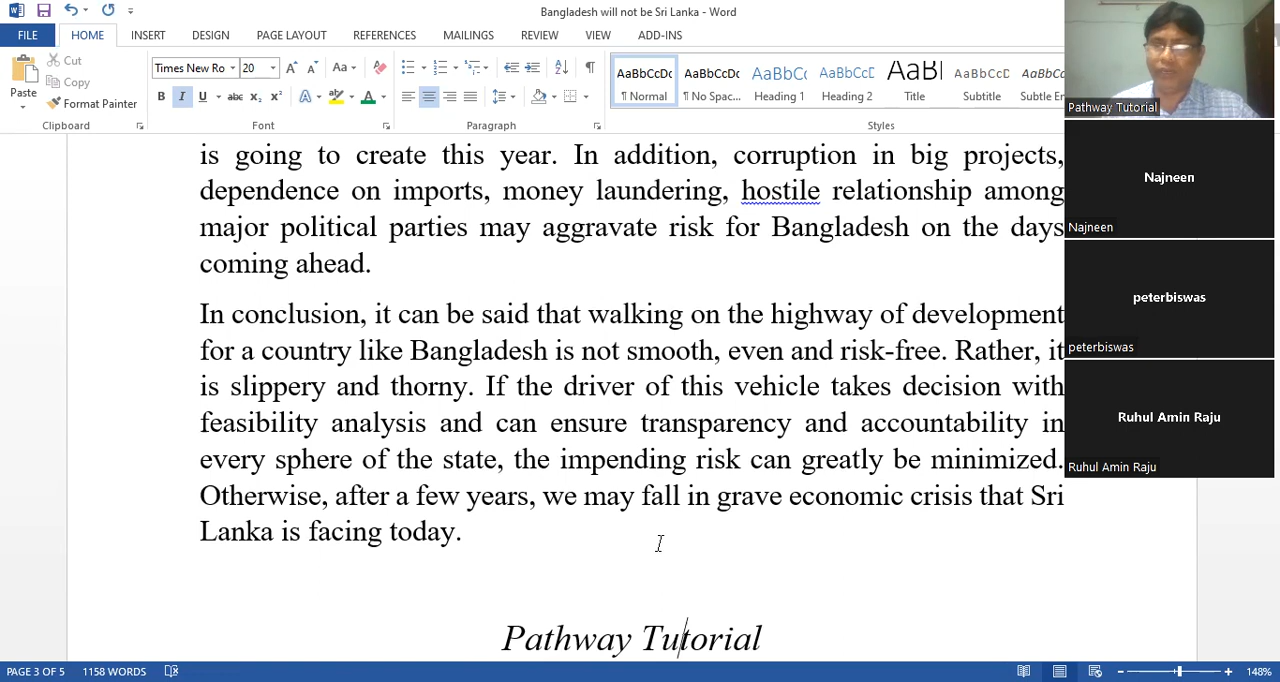 Bangladesh will not be Sri Lanka - Word
FILE HOME INSERT DESIGN PAGE LAYOUT REFERENCES MAILINGS REVIEW VIEW ADD-INS
Cut
Copy
Format Painter
Paste
Clipboard
Times New Ro 20
Font
Paragraph
AaBbCcDc AaBbCcDc AaBbCc AaBbCcC AaBl AaBbCcD AaBbCc
¶ Normal ¶ No Spac... Heading 1 Heading 2 Title Subtitle Subtle Em
Styles
is going to create this year. In addition, corruption in big projects,
dependence on imports, money laundering, hostile relationship among
major political parties may aggravate risk for Bangladesh on the days
coming ahead.
In conclusion, it can be said that walking on the highway of development
for a country like Bangladesh is not smooth, even and risk-free. Rather, it
is slippery and thorny. If the driver of this vehicle takes decision with
feasibility analysis and can ensure transparency and accountability in
every sphere of the state, the impending risk can greatly be minimized.
Otherwise, after a few years, we may fall in grave economic crisis that Sri
Lanka is facing today.
Pathway Tutorial
PAGE 3 OF 5 1158 WORDS
148%
Pathway Tutorial
Najneen
Najneen
peterbiswas
peterbiswas
Ruhul Amin Raju
Ruhul Amin Raju